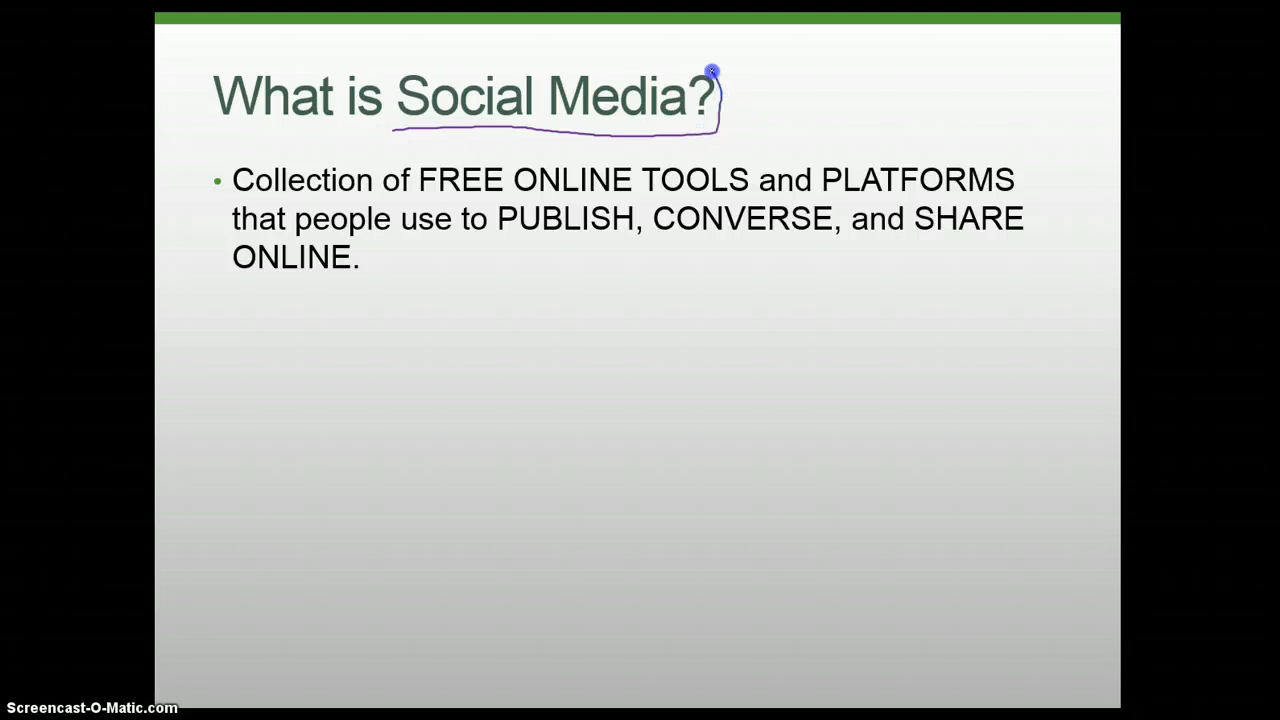 What is Social Media?
• Collection of FREE ONLINE TOOLS and PLATFORMS
that people use to PUBLISH, CONVERSE, and SHARE
ONLINE.
Screencast-O-Matic.com